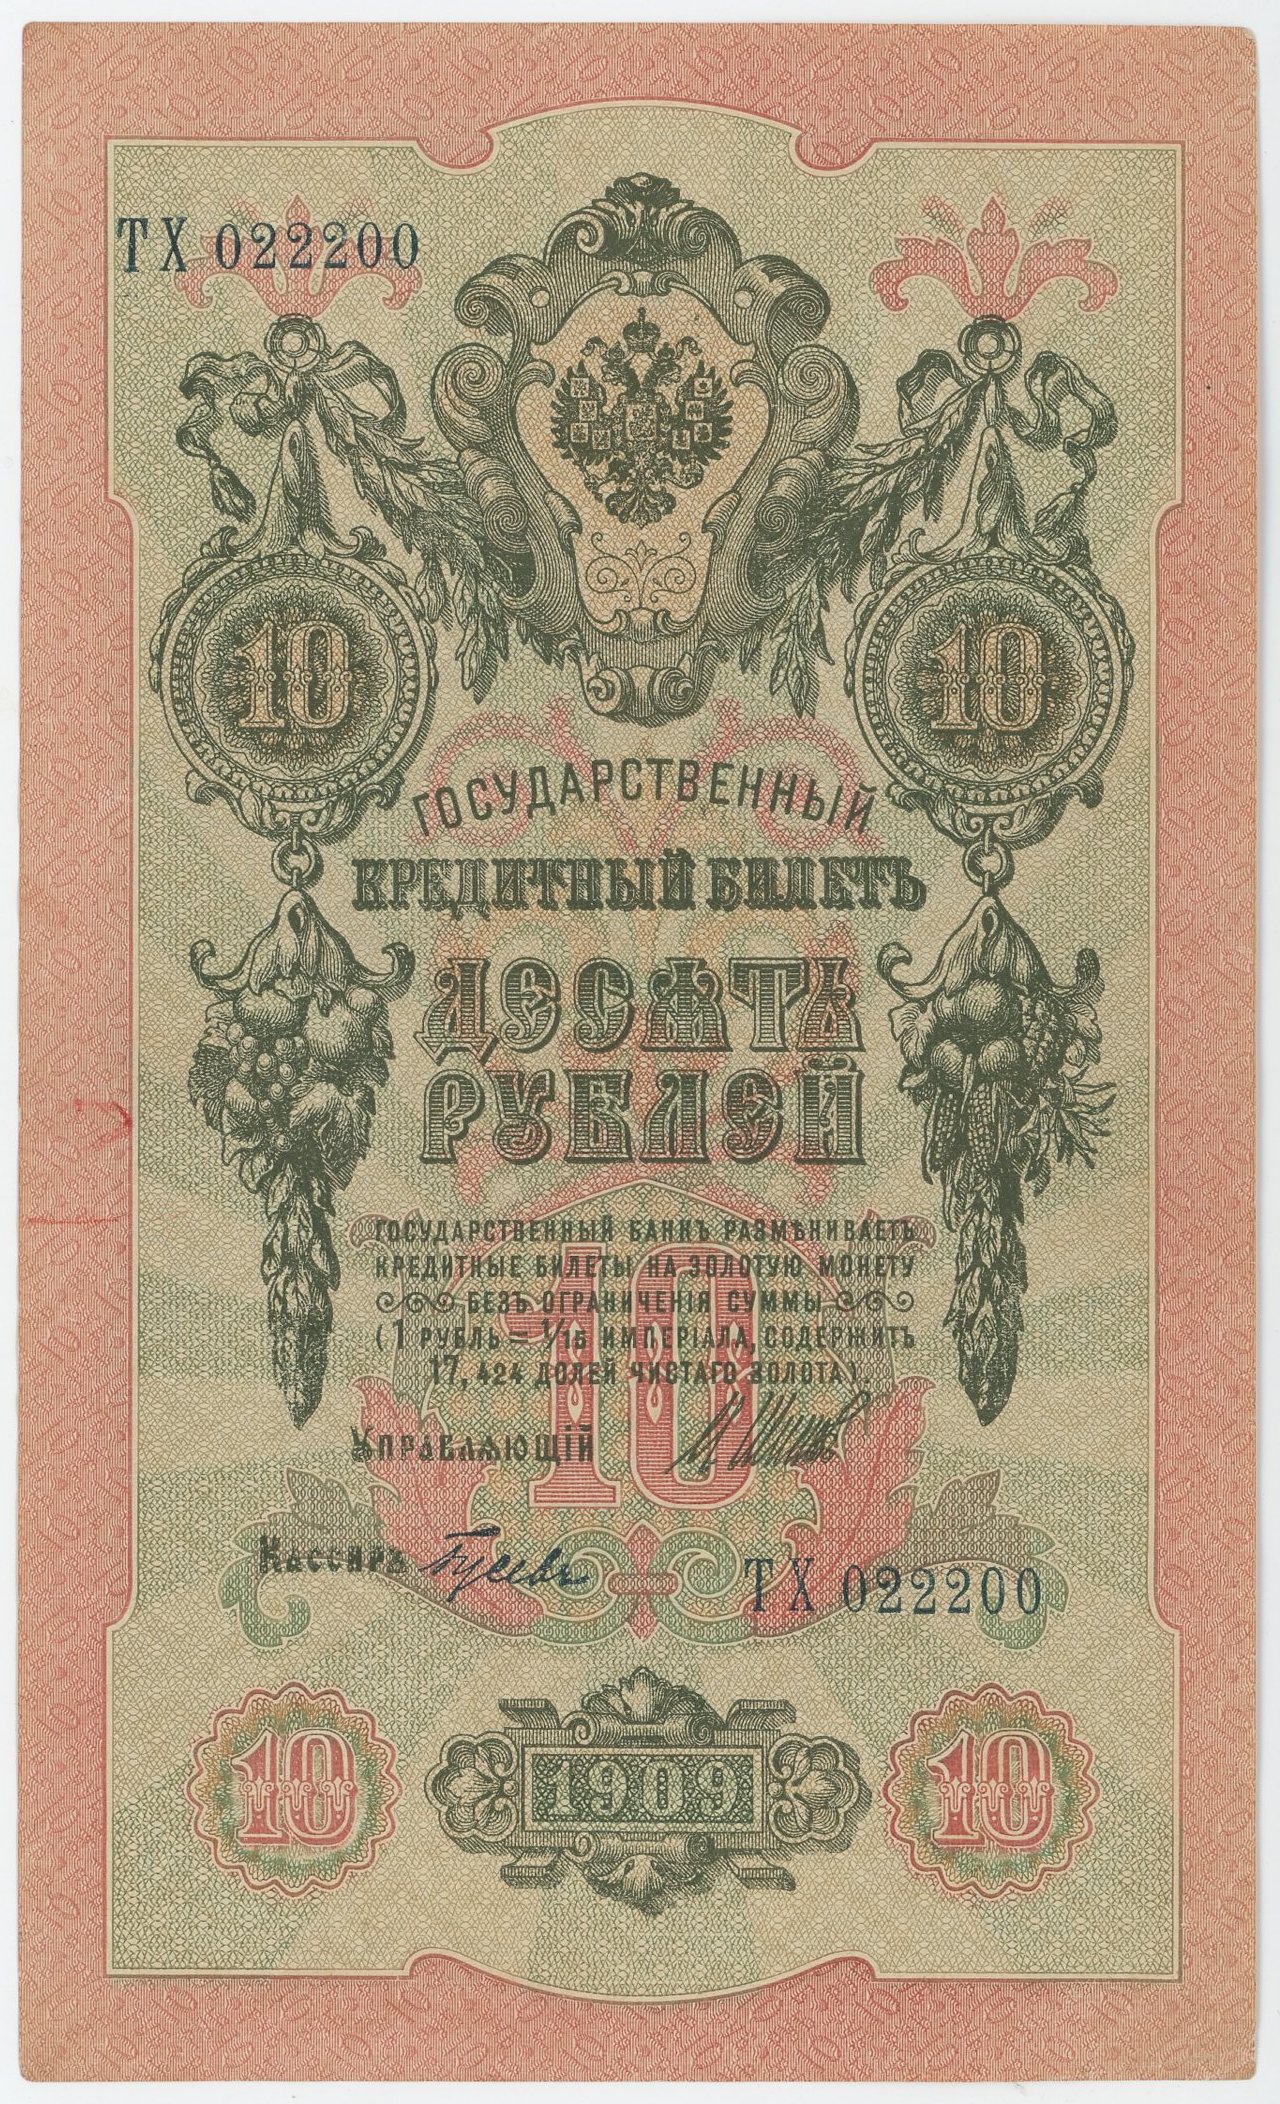 ТХ 022200
10 10
ГОСУДАРСТВЕННЫЙ
КРЕДИТНЫЙ БИЛЕТЪ
ДЕСЯТЬ
РУБЛЕЙ
ГОСУДАРСТВЕННЫЙ БАНКЪ РАЗМѢНИВАЕТЪ
КРЕДИТНЫЕ БИЛЕТЫ НА ЗОЛОТУЮ МОНЕТУ
БЕЗЪ ОГРАНИЧЕНІЯ СУММЫ
(1 РУБЛЬ = 1/15 ИМПЕРІАЛА, СОДЕРЖИТЪ
17,424 ДОЛЕЙ ЧИСТАГО ЗОЛОТА).
10
Управляющій И Шипов
Кассиръ Гусевъ
ТХ 022200
10 1909 10